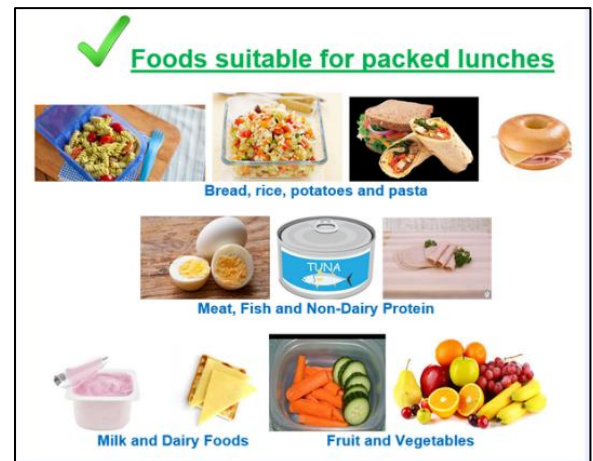 Foods suitable for packed lunches
Bread, rice, potatoes and pasta
TUNA
Meat, Fish and Non-Dairy Protein
Milk and Dairy Foods
Fruit and Vegetables